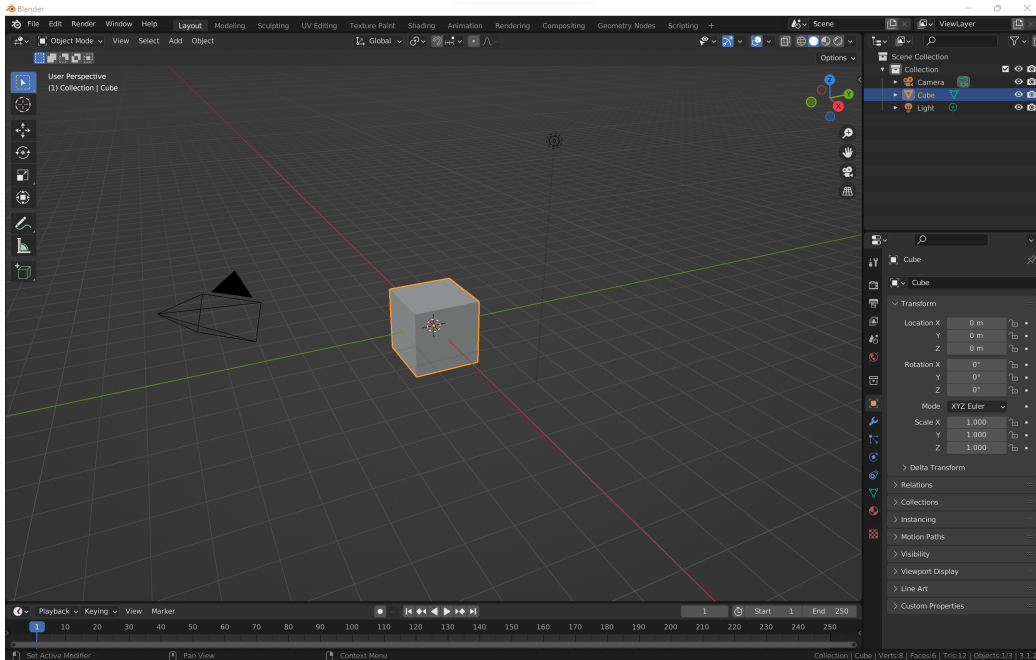 Blender
File Edit Render Window Help Layout Modeling Sculpting UV Editing Texture Paint Shading Animation Rendering Compositing Geometry Nodes Scripting + Scene ViewLayer
Object Mode View Select Add Object Global
Options
User Perspective
(1) Collection | Cube
Z
Y
X
Scene Collection
Collection
Camera
Cube
Light
Cube
Cube
Transform
Location X 0 m
Y 0 m
Z 0 m
Rotation X 0°
Y 0°
Z 0°
Mode XYZ Euler
Scale X 1.000
Y 1.000
Z 1.000
Delta Transform
Relations
Collections
Instancing
Motion Paths
Visibility
Viewport Display
Line Art
Custom Properties
Playback Keying View Marker 1 Start 1 End 250
1 10 20 30 40 50 60 70 80 90 100 110 120 130 140 150 160 170 180 190 200 210 220 230 240 250
Set Active Modifier Pan View Context Menu Collection | Cube | Verts:8 | Faces:6 | Tris:12 | Objects:1/3 | 3.1.